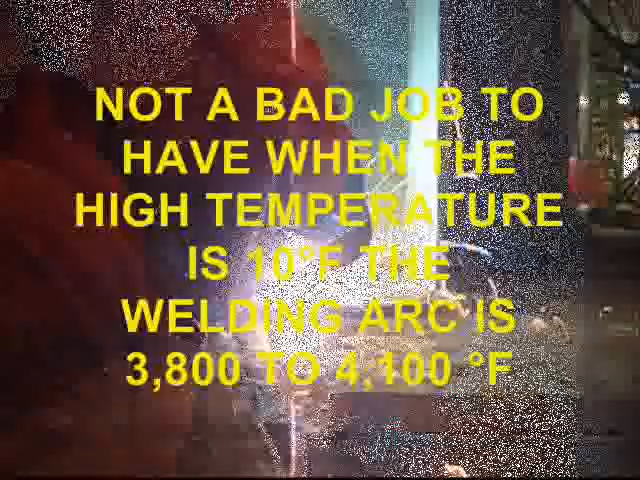 NOT A BAD JOB TO
HAVE WHEN THE
HIGH TEMPERATURE
IS 10°F THE
WELDING ARC IS
3,800 TO 4,100 °F